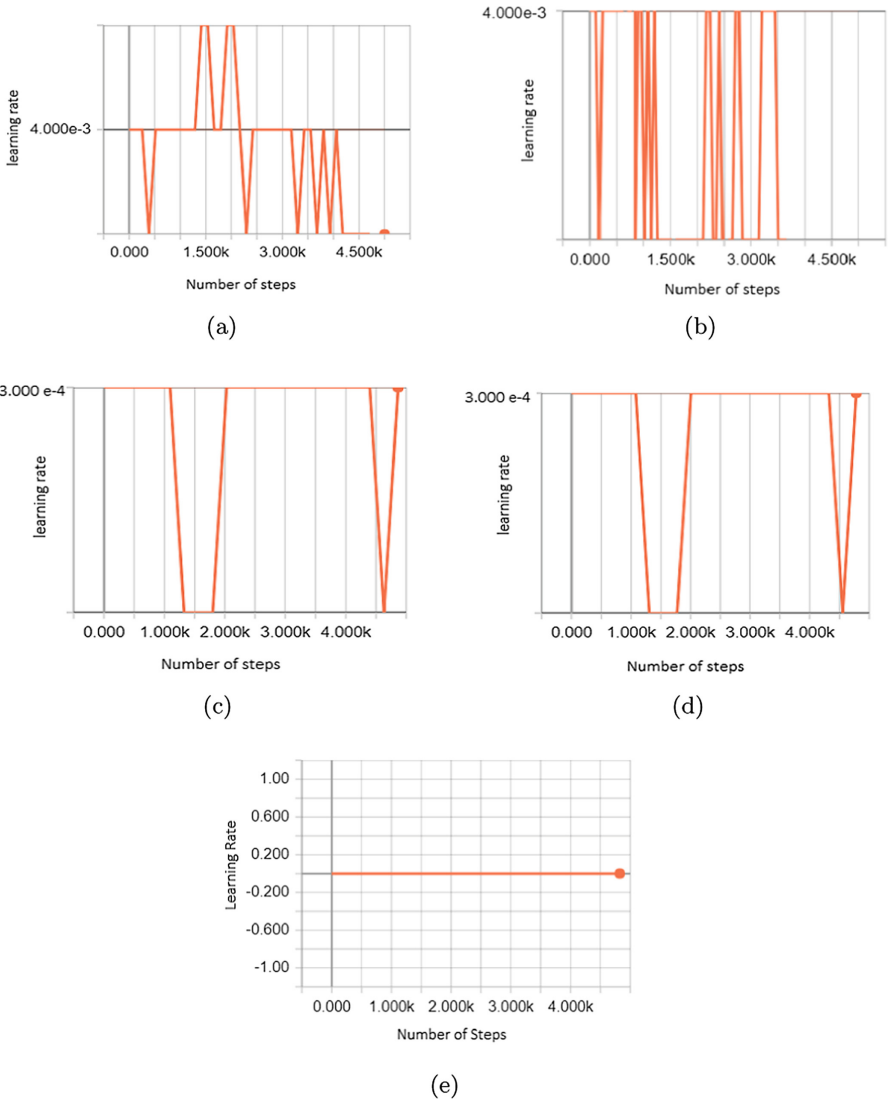 learning rate
4.000e-3
0.000 1.500k 3.000k 4.500k
Number of steps
(a)
learning rate
4.000e-3
0.000 1.500k 3.000k 4.500k
Number of steps
(b)
learning rate
3.000 e-4
0.000 1.000k 2.000k 3.000k 4.000k
Number of steps
(c)
learning rate
3.000 e-4
0.000 1.000k 2.000k 3.000k 4.000k
Number of steps
(d)
Learning Rate
1.00
0.600
0.200
-0.200
-0.600
-1.00
0.000 1.000k 2.000k 3.000k 4.000k
Number of Steps
(e)